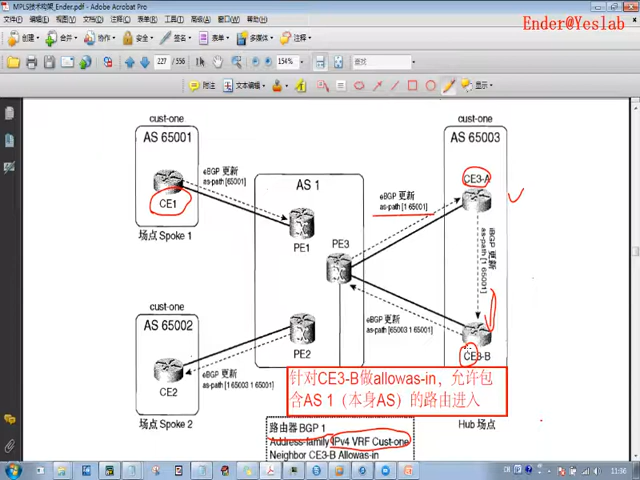 MPLS技术构架_Ender.pdf - Adobe Acrobat Pro
Ender@Yeslab
文件(F) 编辑(E) 视图(V) 文档(D) 注释(C) 表单(R) 工具(T) 高级(A) 窗口(W) 帮助(H)
创建 合并 协作 安全 签名 表单 多媒体 注释
227 / 556 154% 查找
附注 文本编辑 显示
cust-one
AS 65001
CE1
场点 Spoke 1
eBGP 更新
as-path [65001]
AS 1
PE1
PE3
PE2
eBGP 更新
as-path [1 65001]
cust-one
AS 65003
CE3-A
iBGP 更新
as-path [1 65001]
CE3-B
Hub 场点
eBGP 更新
as-path [65003 1 65001]
cust-one
AS 65002
CE2
场点 Spoke 2
eBGP 更新
as-path [1 65003 1 65001]
针对CE3-B做allowas-in，允许包
含AS 1（本身AS）的路由进入
路由器 BGP 1
Address-family IPv4 VRF Cust-one
Neighbor CE3-B Allowas-in
11:36